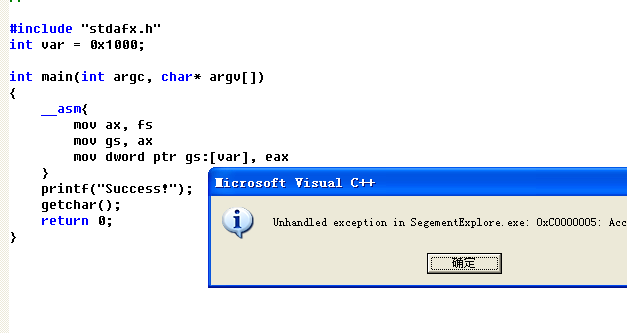 #include "stdafx.h"
int var = 0x1000;
int main(int argc, char* argv[])
{
__asm{
mov ax, fs
mov gs, ax
mov dword ptr gs:[var], eax
}
printf("Success!");
getchar();
return 0;
}
Microsoft Visual C++
Unhandled exception in SegementExplore.exe: 0xC0000005: Acc
确定